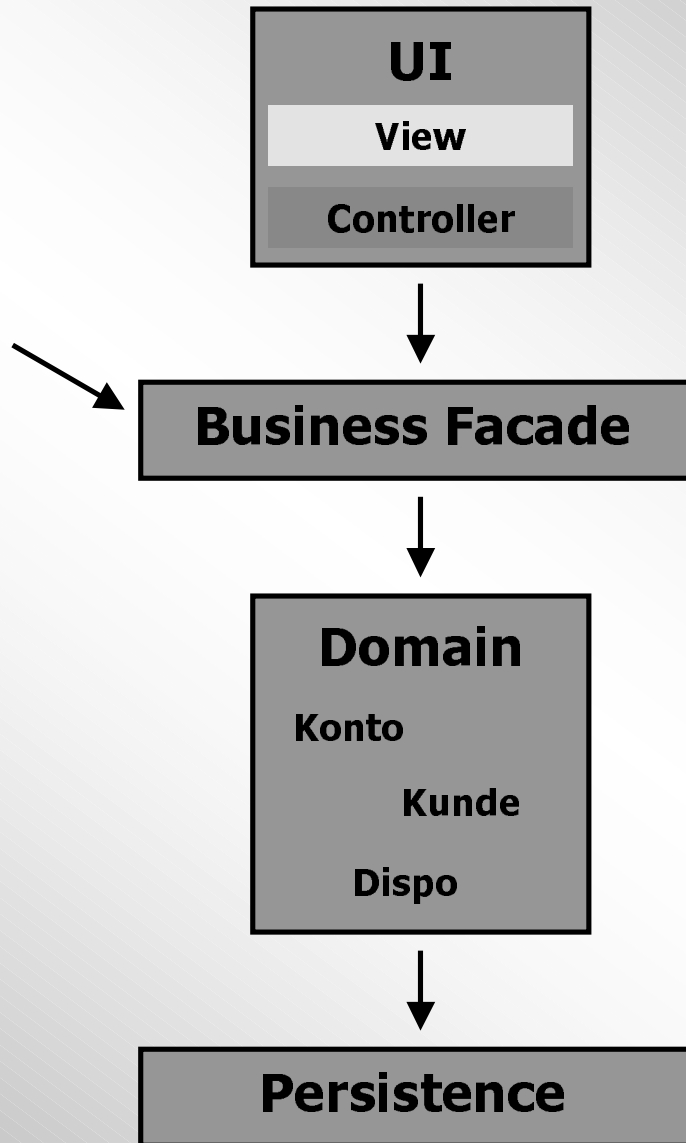 UI
View
Controller
Business Facade
Domain
Konto
Kunde
Dispo
Persistence